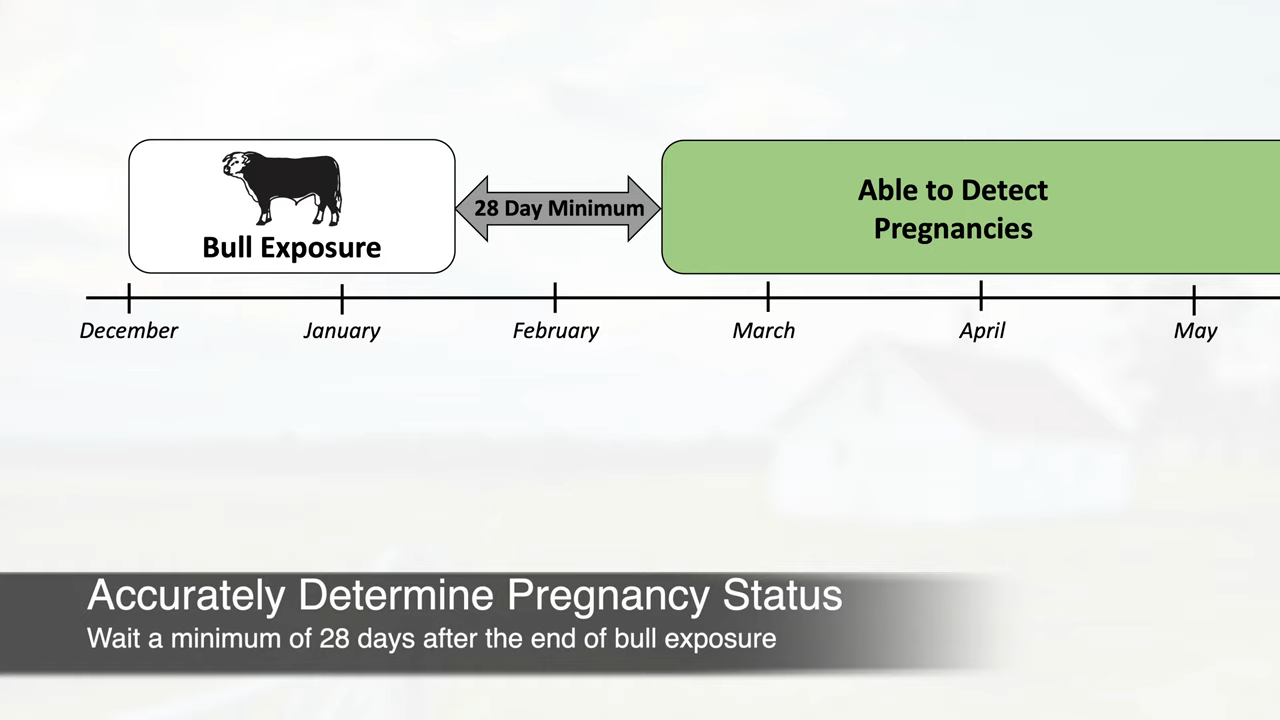 Bull Exposure
28 Day Minimum
Able to Detect
Pregnancies
December
January
February
March
April
May
Accurately Determine Pregnancy Status
Wait a minimum of 28 days after the end of bull exposure